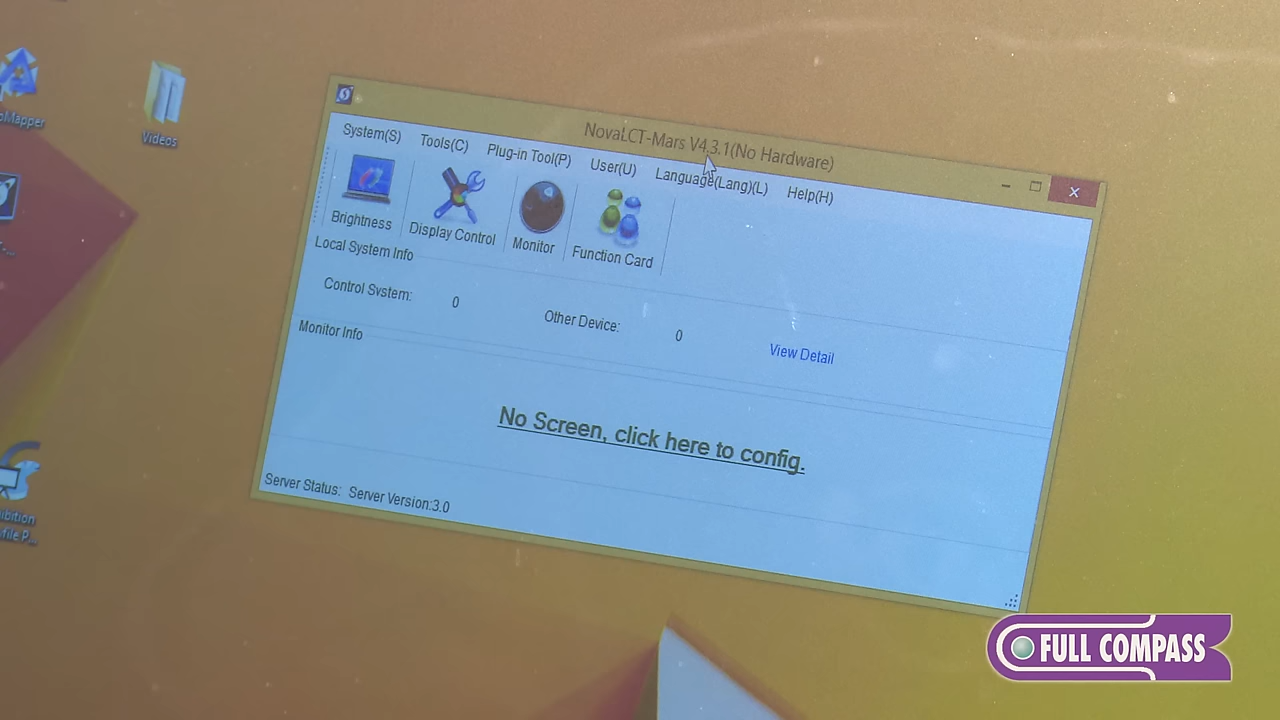 NovaLCT-Mars V4.3.1(No Hardware)
System(S) Tools(C) Plug-in Tool(P) User(U) Language(Lang)(L) Help(H)
Brightness Display Control Monitor Function Card
Local System Info
Control System: 0 Other Device: 0 View Detail
Monitor Info
No Screen, click here to config.
Server Status: Server Version:3.0
Videos
FULL COMPASS